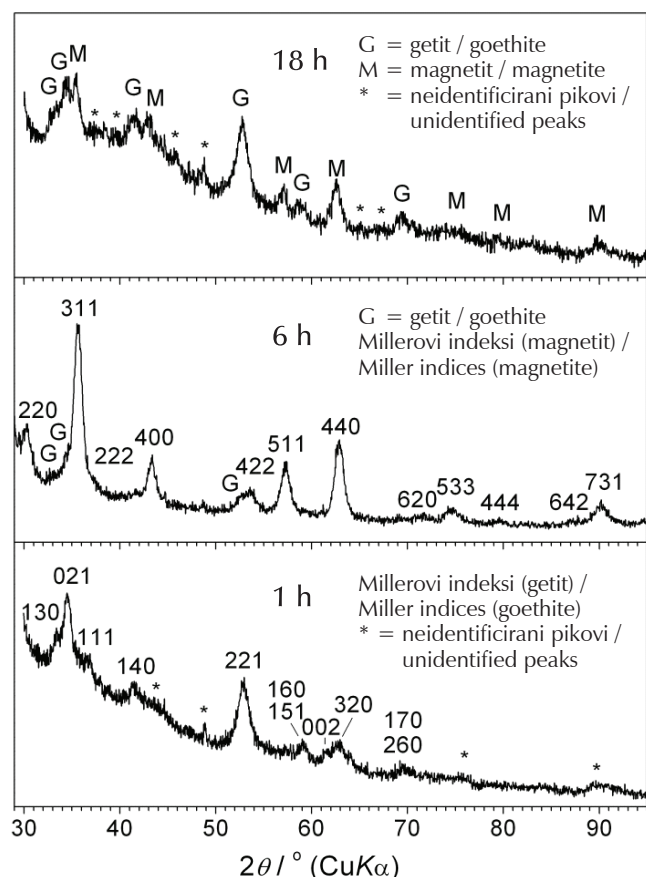 18 h
G = getit / goethite
M = magnetit / magnetite
* = neidentificirani pikovi /
unidentified peaks
G G M * * G M * * G M G M * * G M M M
6 h
G = getit / goethite
Millerovi indeksi (magnetit) /
Miller indices (magnetite)
311
220 G G 222 400 G 422 511 440 620 533 444 642 731
1 h
Millerovi indeksi (getit) /
Miller indices (goethite)
* = neidentificirani pikovi /
unidentified peaks
021
130 111 140 * * 221 160 151 002 320 170 260 * *
30 40 50 60 70 80 90
2θ / ° (CuKα)